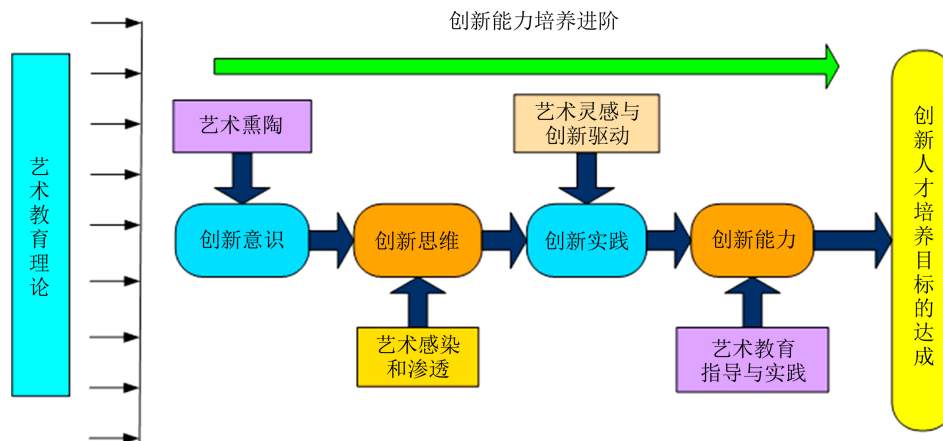 创新能力培养进阶
艺术教育理论
艺术熏陶
艺术灵感与
创新驱动
创新意识
创新思维
创新实践
创新能力
艺术感染
和渗透
艺术教育
指导与实践
创新人才培养目标的达成